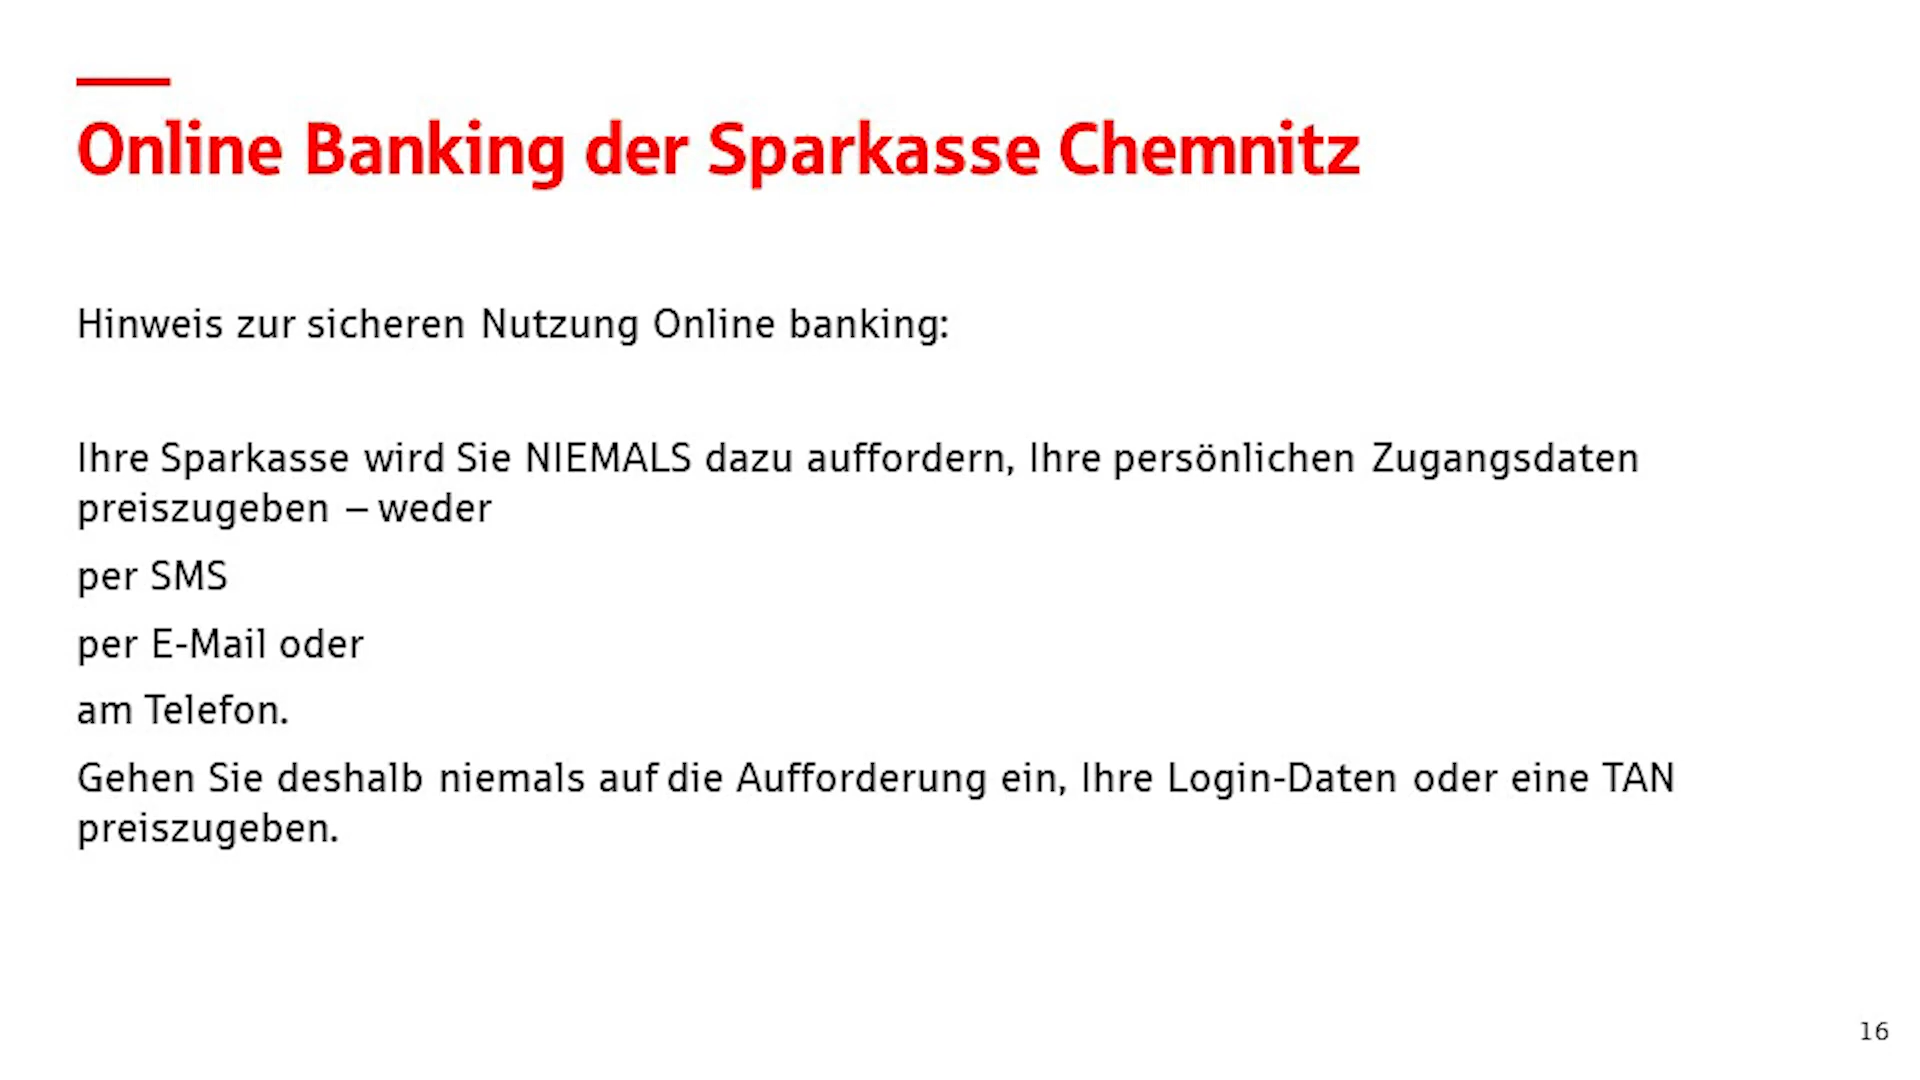 Online Banking der Sparkasse Chemnitz
Hinweis zur sicheren Nutzung Online banking:
Ihre Sparkasse wird Sie NIEMALS dazu auffordern, Ihre persönlichen Zugangsdaten
preiszugeben – weder
per SMS
per E-Mail oder
am Telefon.
Gehen Sie deshalb niemals auf die Aufforderung ein, Ihre Login-Daten oder eine TAN
preiszugeben.
16